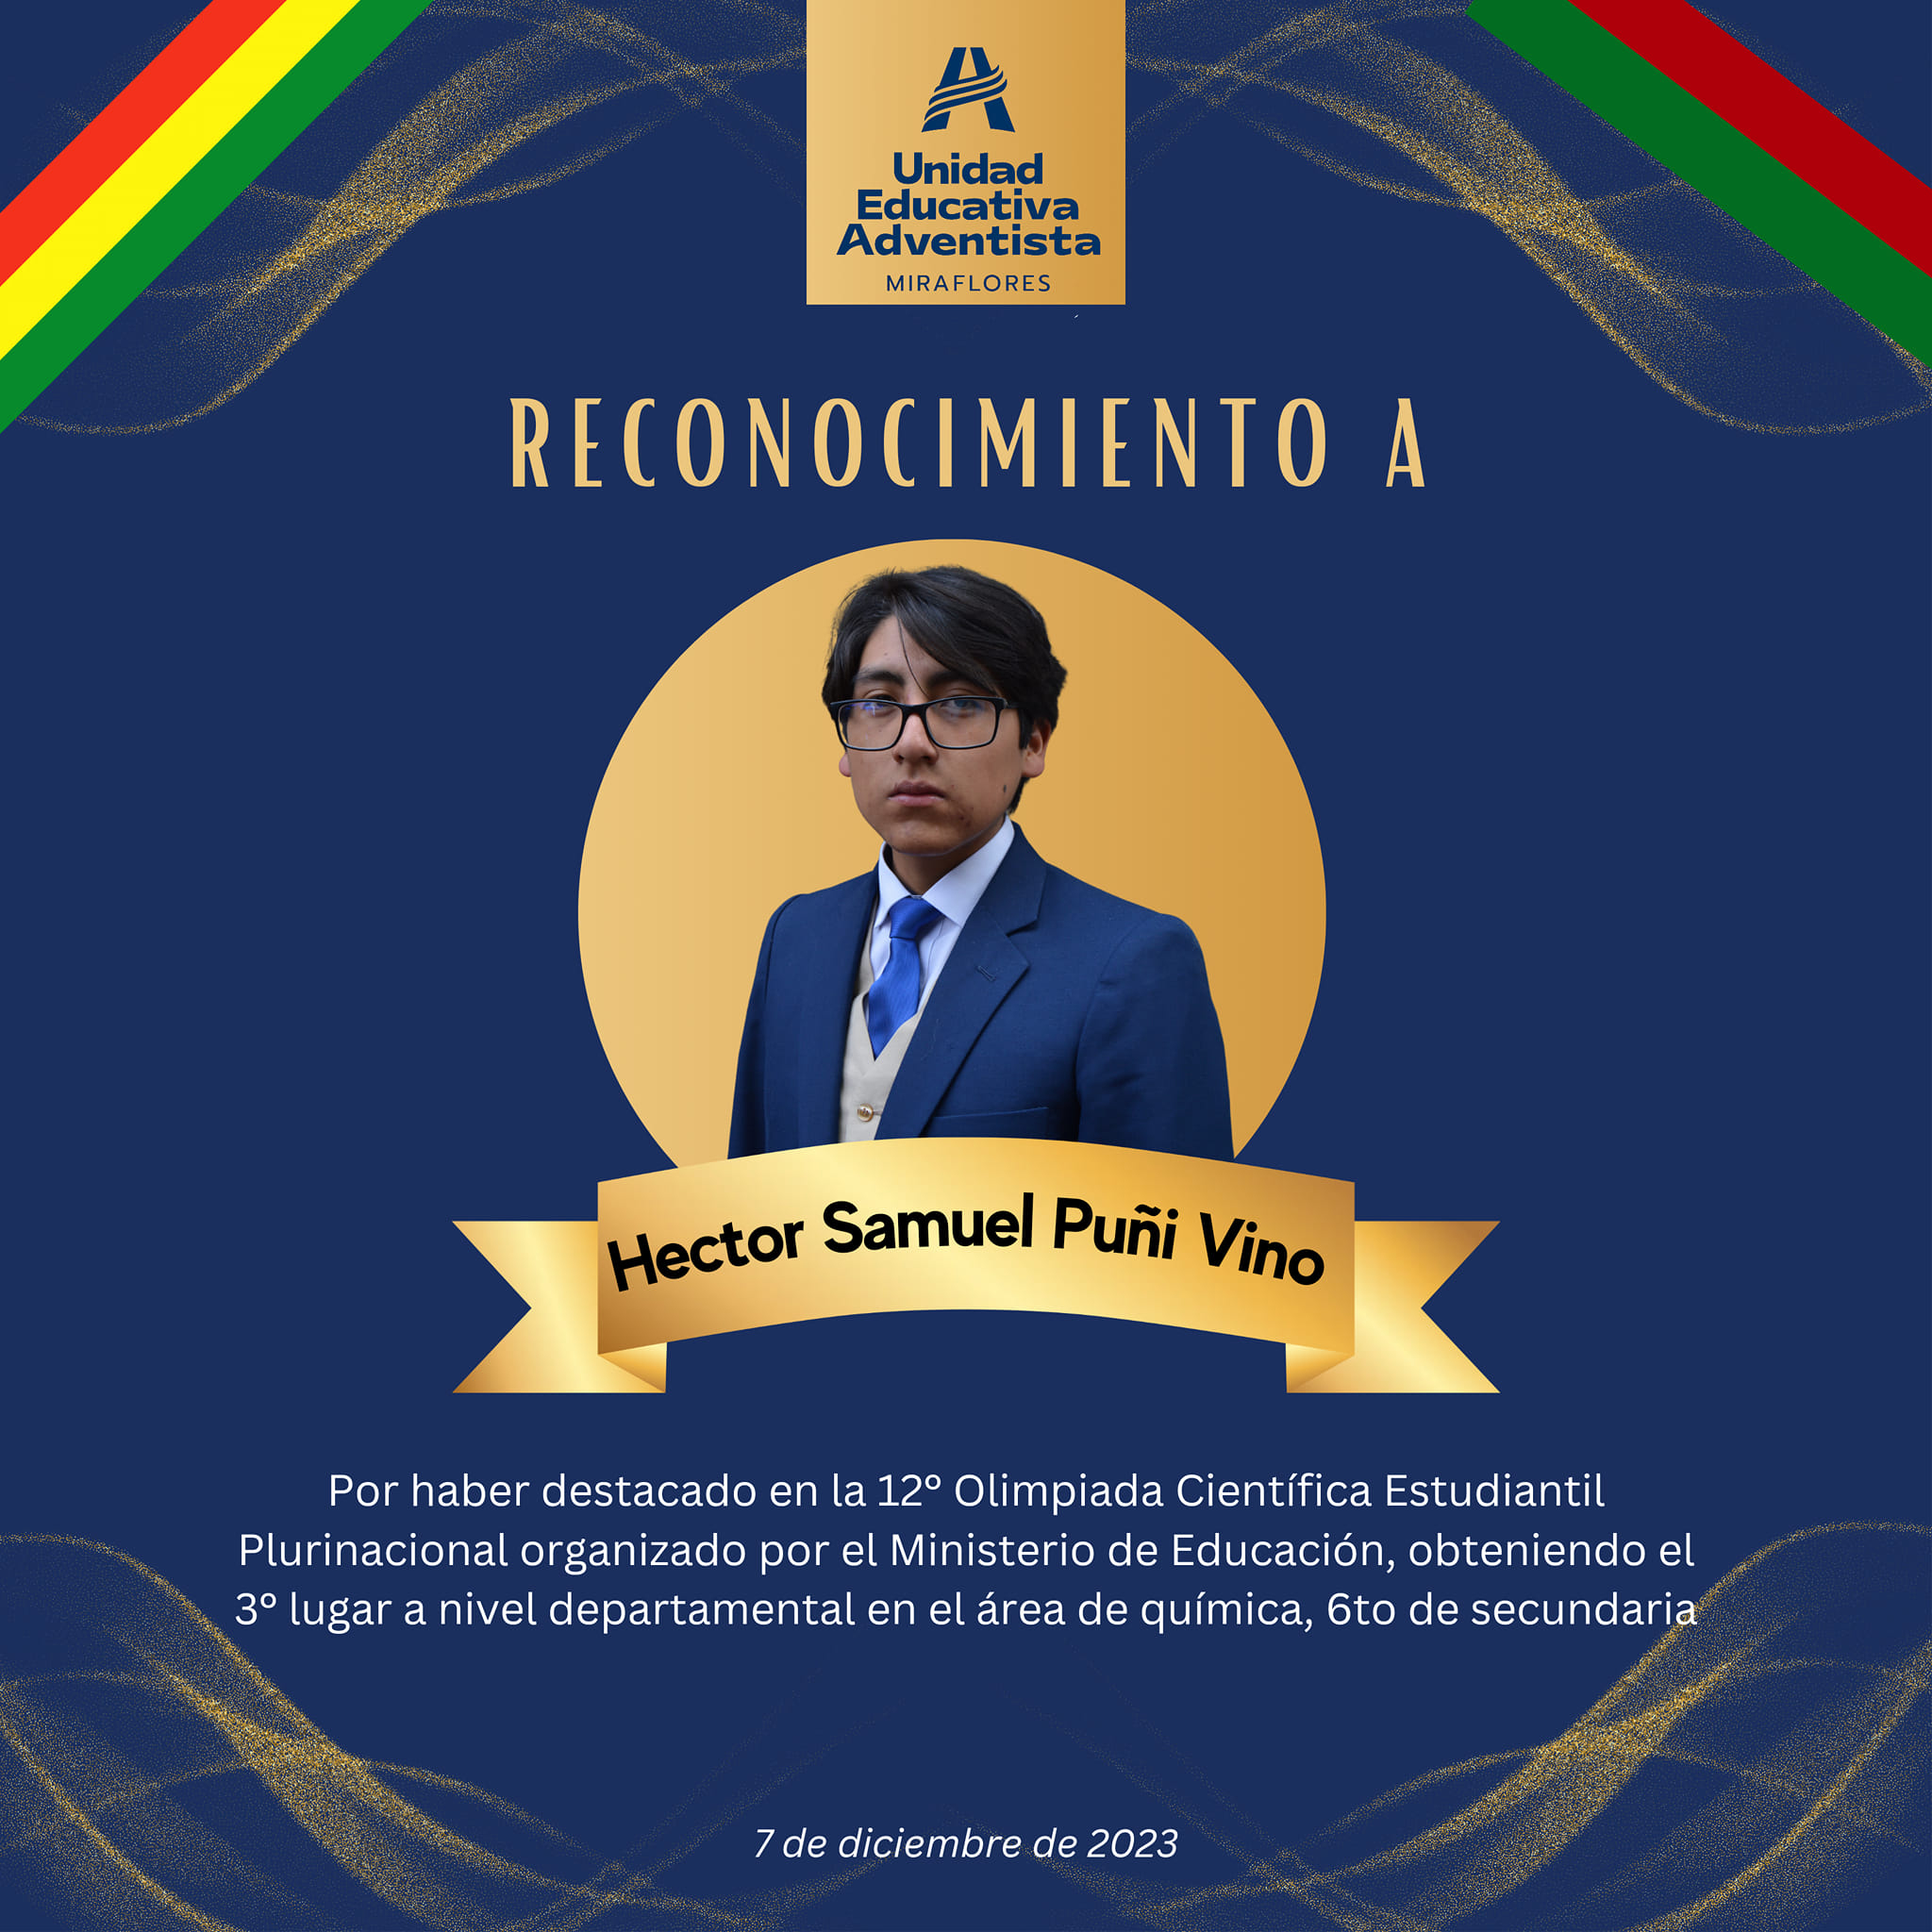 Unidad
Educativa
Adventista
MIRAFLORES
RECONOCIMIENTO A
Hector Samuel Puñi Vino
Por haber destacado en la 12° Olimpiada Científica Estudiantil
Plurinacional organizado por el Ministerio de Educación, obteniendo el
3° lugar a nivel departamental en el área de química, 6to de secundaria
7 de diciembre de 2023